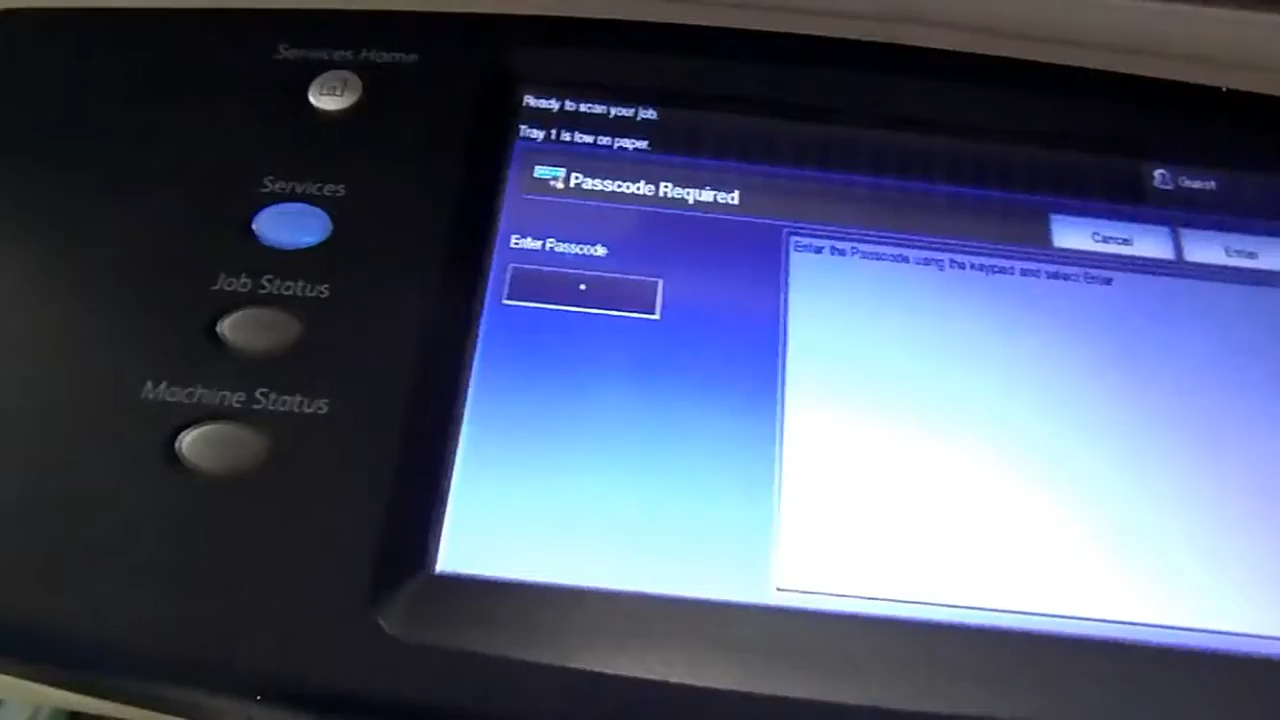 Services Home
Ready to scan your job.
Tray 1 is low on paper.
Guest
Services
Passcode Required
Cancel
Enter
Enter Passcode
Enter the Passcode using the keypad and select Enter
*
Job Status
Machine Status